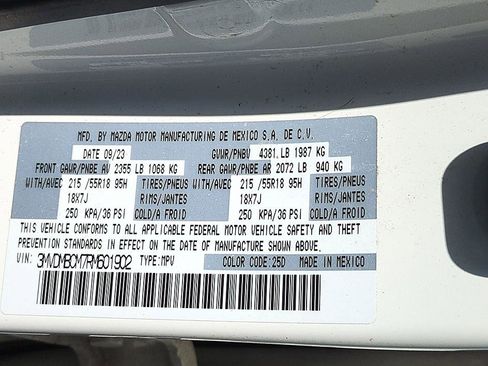 MFD. BY MAZDA MOTOR MANUFACTURING DE MEXICO S.A. DE C.V.
DATE 09/23 GVWR/PNBV 4381 LB 1987 KG
FRONT GAWR/PNBE AV 2355 LB 1068 KG REAR GAWR/PNBE AR 2072 LB 940 KG
WITH/AVEC 215 /55R18 95H TIRES/PNEUS WITH/AVEC 215 /55R18 95H TIRES/PNEUS
18X7J RIMS/JANTES 18X7J RIMS/JANTES
250 KPA/36 PSI COLD/A FROID 250 KPA/36 PSI COLD/A FROID
THIS VEHICLE CONFORMS TO ALL APPLICABLE FEDERAL MOTOR VEHICLE SAFETY AND THEFT
PREVENTION STANDARDS IN EFFECT ON THE DATE OF MANUFACTURE SHOWN ABOVE.
VIN: 3MVDMBCM7RM601902 TYPE: MPV COLOR CODE: 25D MADE IN MEXICO